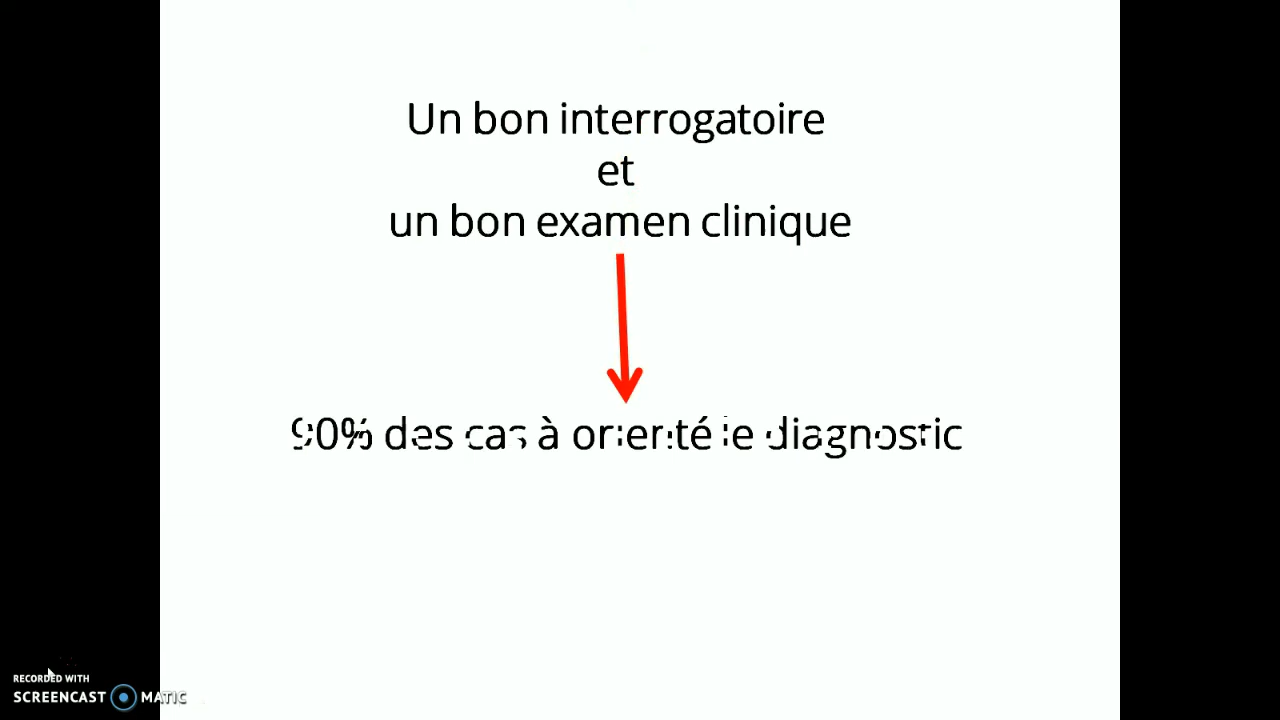 Un bon interrogatoire
et
un bon examen clinique
90% des cas à orienté le diagnostic
RECORDED WITH
SCREENCAST MATIC